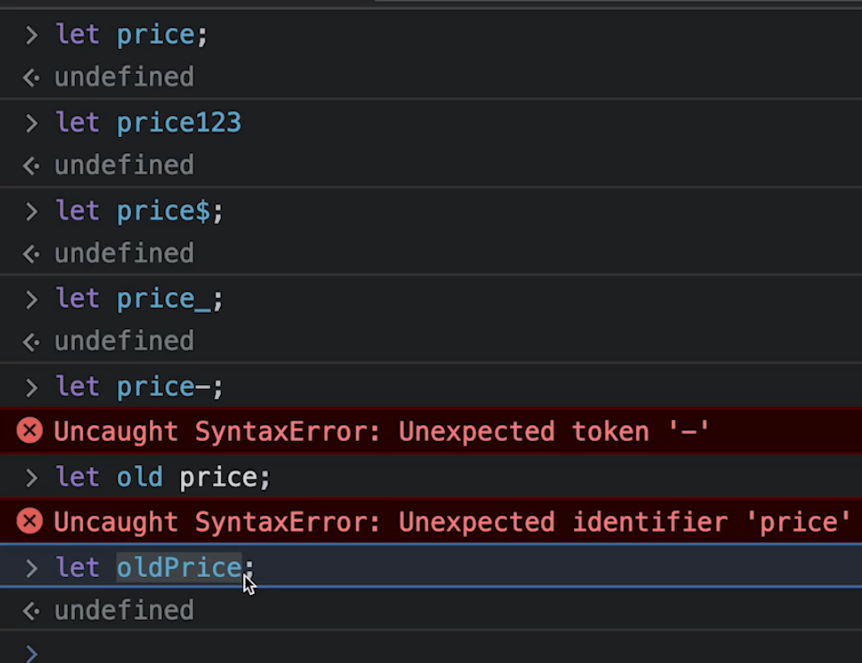 > let price;
<· undefined
> let price123
<· undefined
> let price$;
<· undefined
> let price_;
<· undefined
> let price-;
Uncaught SyntaxError: Unexpected token '-'
> let old price;
Uncaught SyntaxError: Unexpected identifier 'price'
> let oldPrice;
<· undefined
>